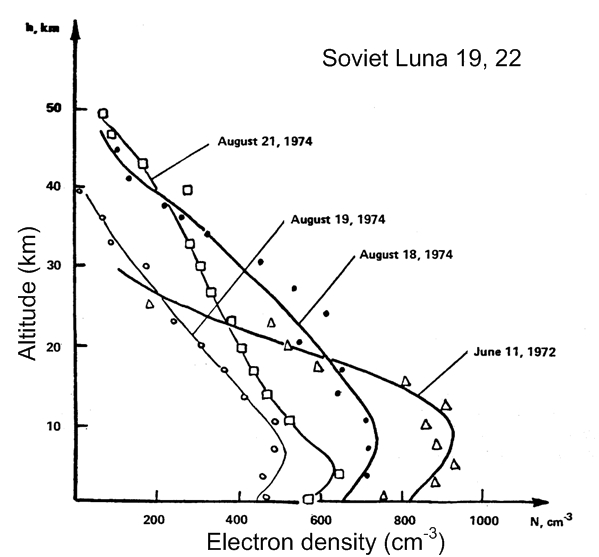 h, km
Soviet Luna 19, 22
50
August 21, 1974
40
August 19, 1974
August 18, 1974
30
Altitude (km)
20
June 11, 1972
10
200 400 600 800 1000 N, cm-3
Electron density (cm-3)